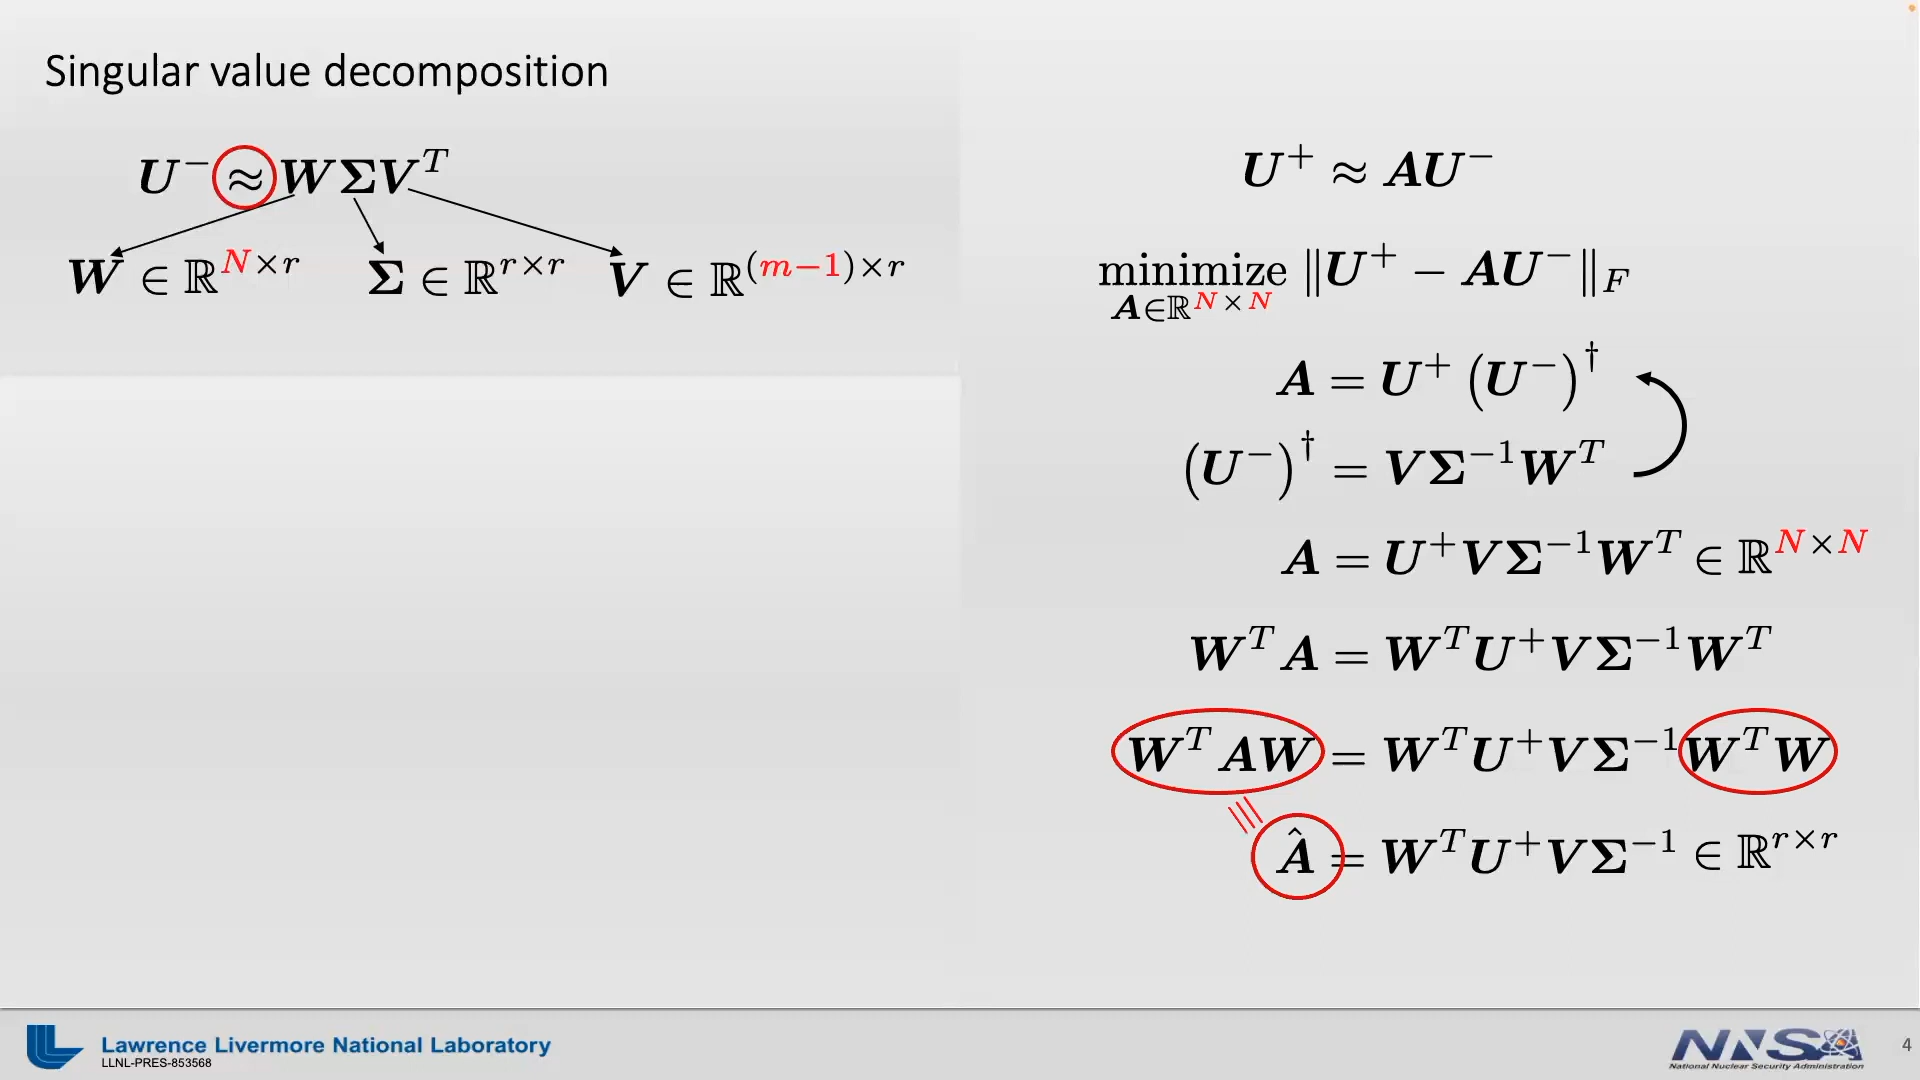 Singular value decomposition
U⁻ ≈ WΣVᵀ
W ∈ ℝ^{N×r} Σ ∈ ℝ^{r×r} V ∈ ℝ^{(m−1)×r}
U⁺ ≈ AU⁻
minimize ‖U⁺ − AU⁻‖_F
A∈ℝ^{N×N}
A = U⁺ (U⁻)^†
(U⁻)^† = VΣ⁻¹Wᵀ
A = U⁺VΣ⁻¹Wᵀ ∈ ℝ^{N×N}
WᵀA = WᵀU⁺VΣ⁻¹Wᵀ
WᵀAW = WᵀU⁺VΣ⁻¹WᵀW
Â = WᵀU⁺VΣ⁻¹ ∈ ℝ^{r×r}
Lawrence Livermore National Laboratory
LLNL-PRES-853568
NNSA
National Nuclear Security Administration
4